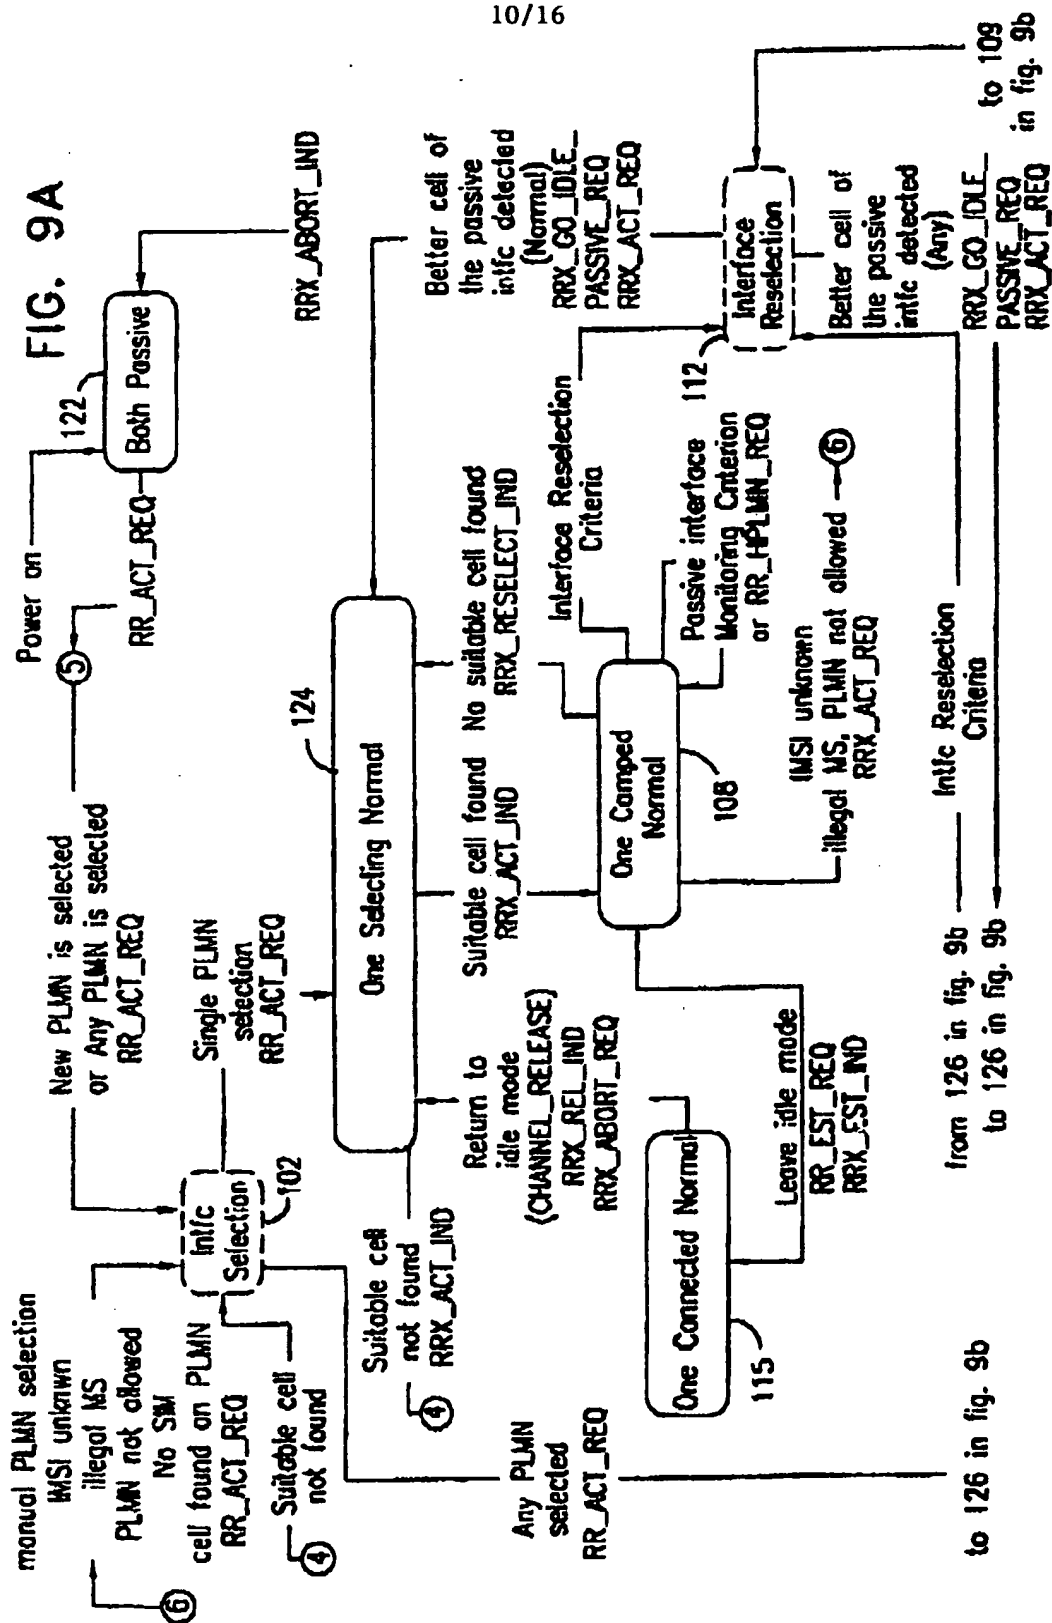 10/16
FIG. 9A
manual PLMN selection
IMSI unknown
illegal MS
PLMN not allowed
No SIM
cell found on PLMN
RR_ACT_REQ
6
Suitable cell
not found
4
Intfc
Selection
102
New PLMN is selected
or Any PLMN is selected
RR_ACT_REQ
5
Power on
RR_ACT_REQ
122
Both Passive
RRX_ABORT_IND
Single PLMN
selection
RR_ACT_REQ
124
One Selecting Normal
Suitable cell
not found
RRX_ACT_IND
4
Return to
idle mode
(CHANNEL_RELEASE)
RRX_REL_IND
RRX_ABORT_REQ
Suitable cell found
RRX_ACT_IND
No suitable cell found
RRX_RESELECT_IND
Better cell of
the passive
intfc detected
(Normal)
RRX_GO_IDLE_
PASSIVE_REQ
RRX_ACT_REQ
One Connected Normal
115
One Camped
Normal
108
Interface Reselection
Criteria
Passive interface
Monitoring Criterion
or RR_HPLMN_REQ
112
Interface
Reselection
Any PLMN
Any
selected
RR_ACT_REQ
Leave idle mode
RR_EST_REQ
RRX_EST_IND
IMSI unknown
illegal MS, PLMN not allowed
RRX_ACT_REQ
6
Better cell of
the passive
intfc detected
(Any)
RRX_GO_IDLE_
PASSIVE_REQ
RRX_ACT_REQ
to 126 in fig. 9b
from 126 in fig. 9b
Intfc Reselection
Criteria
to 126 in fig. 9b
to 109
in fig. 9b